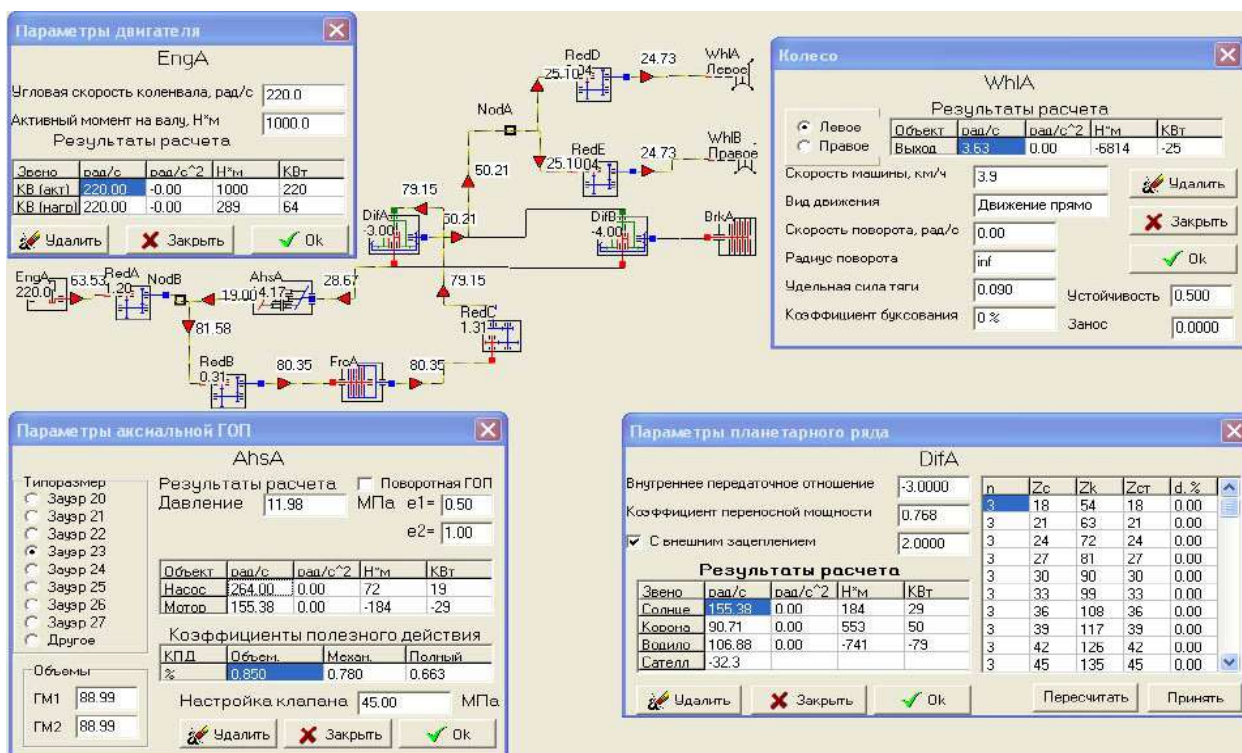 Параметры двигателя
EngA
Угловая скорость коленвала, рад/с 220.0
Активный момент на валу, Н*м 1000.0
Результаты расчета
Звено рад/с рад/с^2 Н*м КВт
КВ (акт) 220.00 -0.00 1000 220
КВ (нагр) 220.00 -0.00 289 64
Удалить Закрыть Ok
RedD
24.73
WhlA
Левое
25.10
.04
NodA
RedE
24.73
WhlB
Правое
25.10
.04
50.21
79.15
DifA
-3.00
50.21
DifB
-4.00
BrkA
EngA
220.0
63.53
RedA
1.20
NodB
19.00
AhsA
4.17
28.67
79.15
RedC
1.31
81.58
RedB
0.31
80.35
FrcA
80.35
Колесо
WhlA
Результаты расчета
Левое
Правое
Объект рад/с рад/с^2 Н*м КВт
Выход 3.63 0.00 -6814 -25
Скорость машины, км/ч 3.9
Вид движения Движение прямо
Скорость поворота, рад/с 0.00
Радиус поворота inf
Удельная сила тяги 0.090
Коэффициент буксования 0 %
Устойчивость 0.500
Занос 0.0000
Удалить
Закрыть
Ok
Параметры аксиальной ГОП
AhsA
Типоразмер
Зауэр 20
Зауэр 21
Зауэр 22
Зауэр 23
Зауэр 24
Зауэр 25
Зауэр 26
Зауэр 27
Другое
Объемы
ГМ1 88.99
ГМ2 88.99
Результаты расчета
Поворотная ГОП
Давление 11.98 МПа e1= 0.50
e2= 1.00
Объект рад/с рад/с^2 Н*м КВт
Насос 264.00 0.00 72 19
Мотор 155.38 0.00 -184 -29
Коэффициенты полезного действия
КПД Объем. Механ. Полный
% 0.850 0.780 0.663
Настройка клапана 45.00 МПа
Удалить Закрыть Ok
Параметры планетарного ряда
DifA
Внутреннее передаточное отношение -3.0000
Коэффициент переносной мощности 0.768
С внешним зацеплением 2.0000
Результаты расчета
Звено рад/с рад/с^2 Н*м КВт
Солнце 155.38 0.00 184 29
Корона 90.71 0.00 553 50
Водило 106.88 0.00 -741 -79
Сателл -32.3
Удалить Закрыть Ok
n Zc Zk Zст d.%
3 18 54 18 0.00
3 21 63 21 0.00
3 24 72 24 0.00
3 27 81 27 0.00
3 30 90 30 0.00
3 33 99 33 0.00
3 36 108 36 0.00
3 39 117 39 0.00
3 42 126 42 0.00
3 45 135 45 0.00
Пересчитать Принять